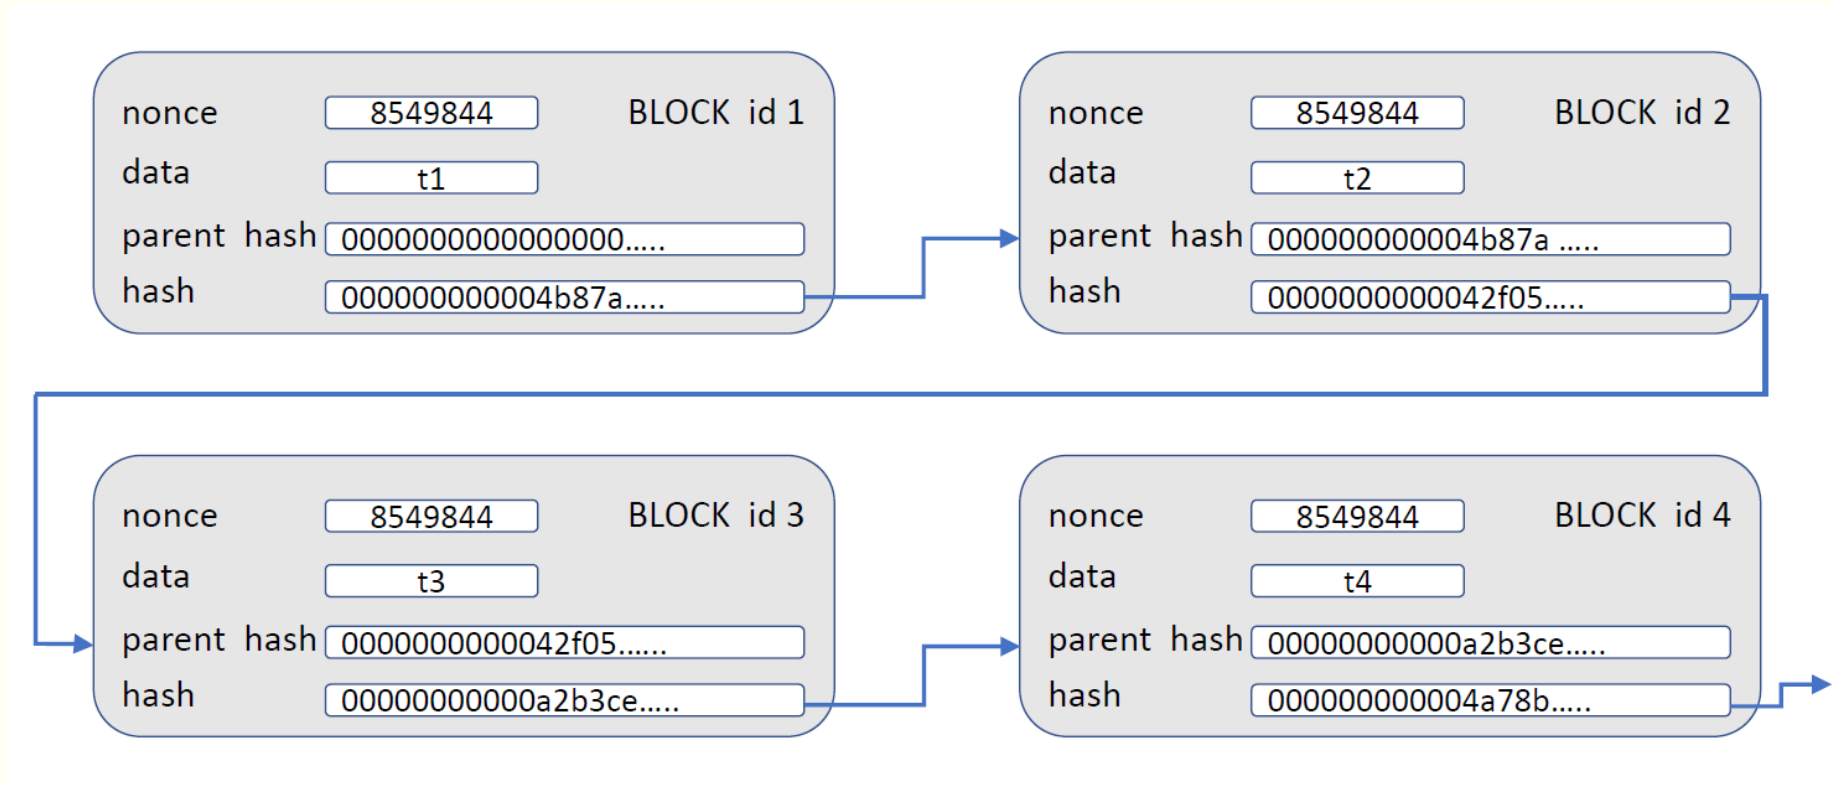 nonce 8549844 BLOCK id 1
data t1
parent hash 0000000000000000.....
hash 000000000004b87a.....
nonce 8549844 BLOCK id 2
data t2
parent hash 000000000004b87a .....
hash 0000000000042f05.....
nonce 8549844 BLOCK id 3
data t3
parent hash 0000000000042f05......
hash 00000000000a2b3ce.....
nonce 8549844 BLOCK id 4
data t4
parent hash 00000000000a2b3ce.....
hash 000000000004a78b.....